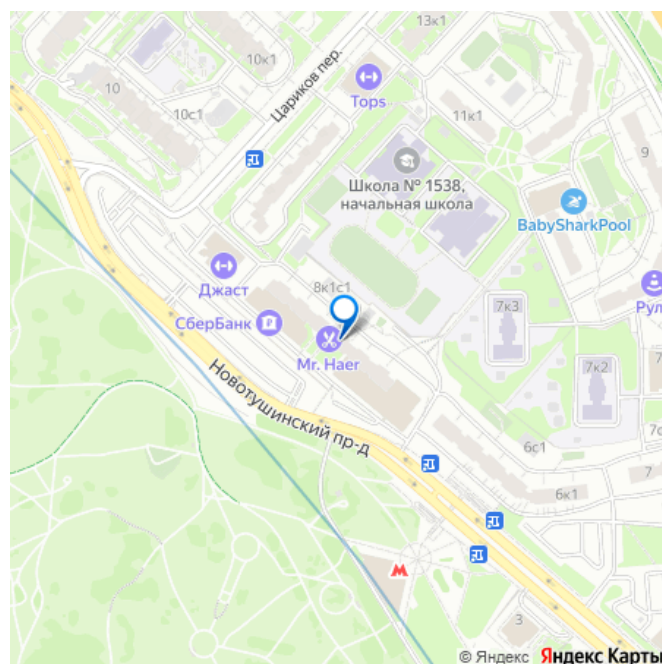 13к1
10к1
10
10с1
Цариков пер.
Tops
11к1
9
Школа № 1538,
начальная школа
BabySharkPool
Джаст
8к1с1
СберБанк
Mr. Haer
7к3
Рул
7к2
Новотушинский пр-д
6с1
7
6к1
3
© Яндекс Яндекс Карты